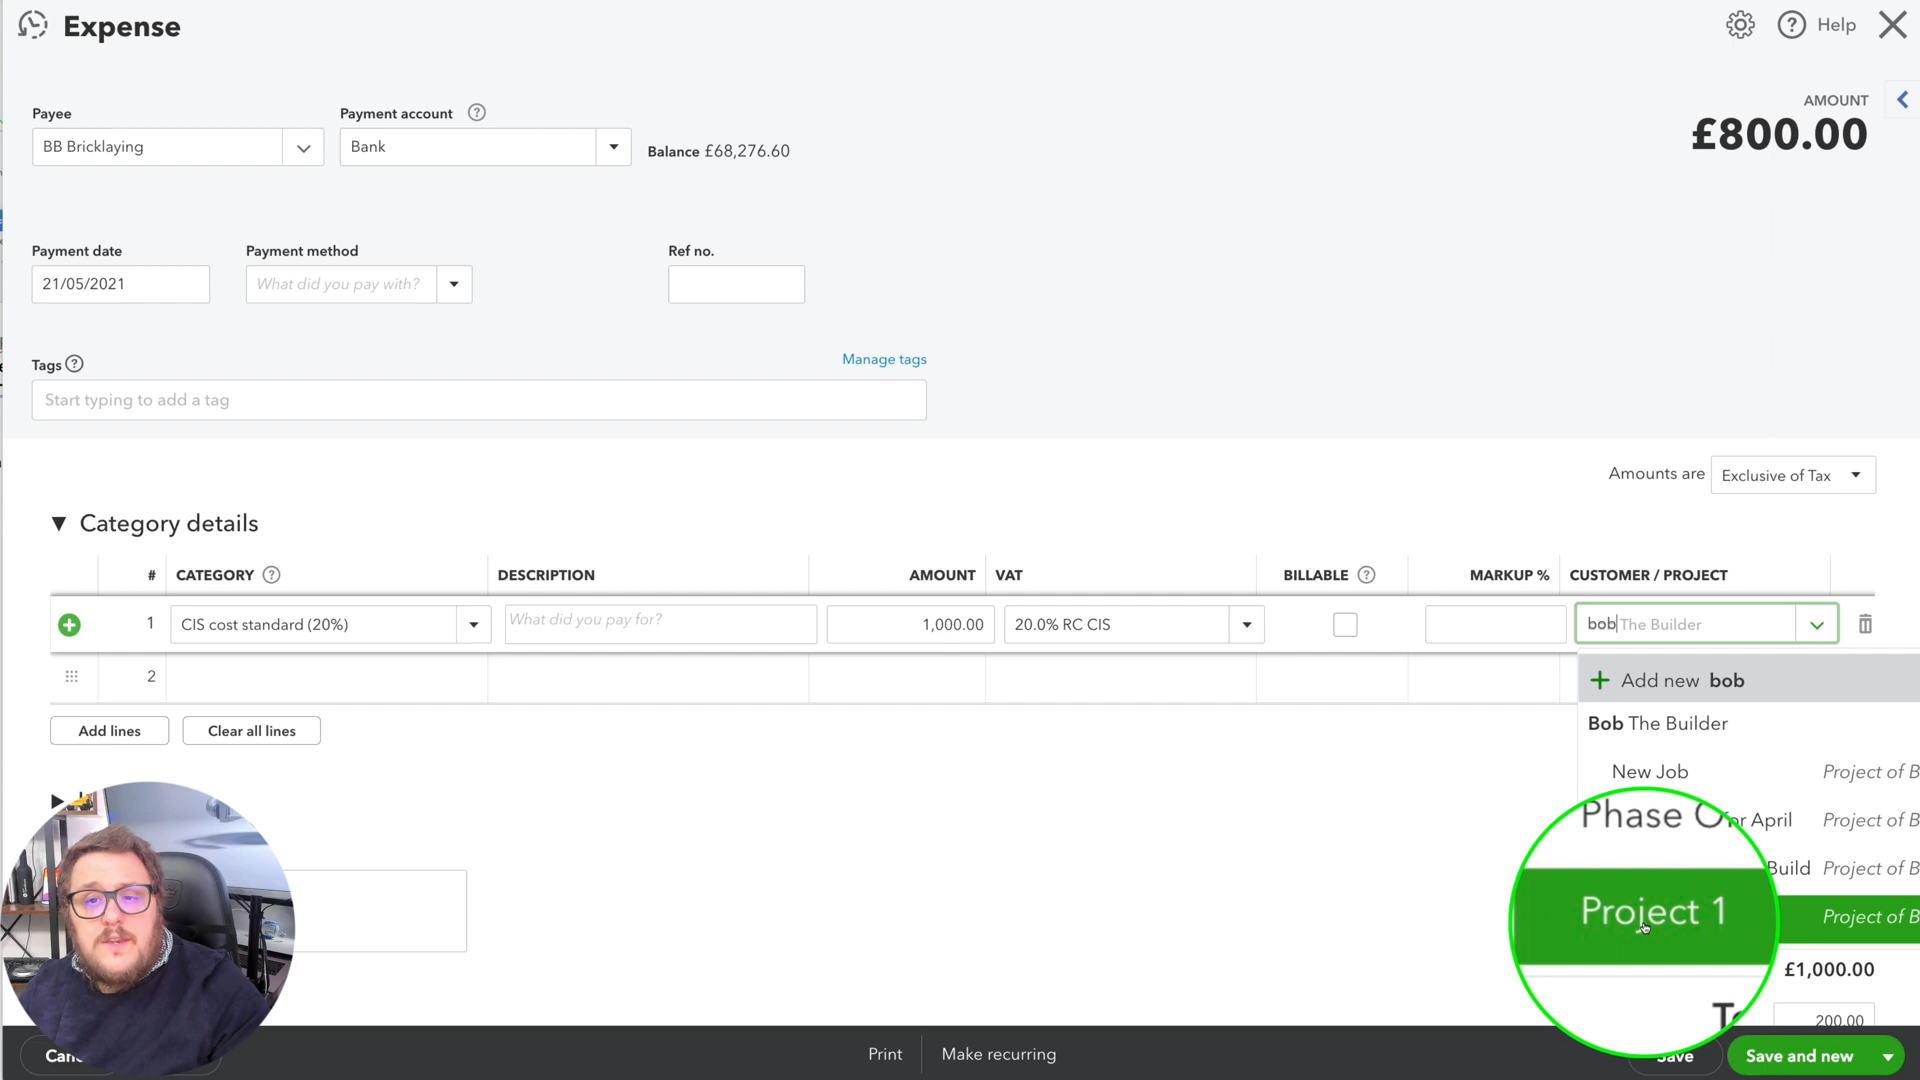 Expense
Help
Payee
Payment account
AMOUNT
£800.00
BB Bricklaying
Bank
Balance £68,276.60
Payment date
Payment method
Ref no.
21/05/2021
What did you pay with?
Tags
Manage tags
Start typing to add a tag
Amounts are
Exclusive of Tax
Category details
# CATEGORY DESCRIPTION AMOUNT VAT BILLABLE MARKUP % CUSTOMER / PROJECT
1 CIS cost standard (20%) What did you pay for? 1,000.00 20.0% RC CIS bob The Builder
2
Add new bob
Add lines
Clear all lines
Bob The Builder
New Job Project of B
Phase
April Project of B
Build Project of B
Project 1 Project of B
£1,000.00
200.00
Print
Make recurring
Save
Save and new